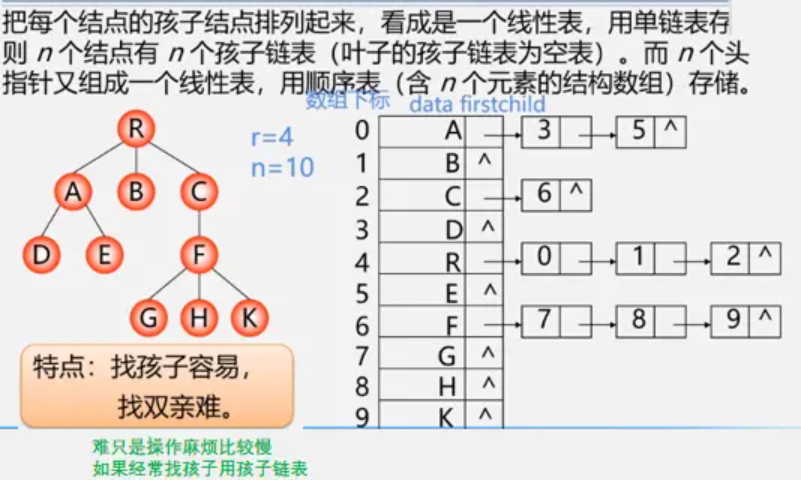 把每个结点的孩子结点排列起来，看成是一个线性表，用单链表存
则 n 个结点有 n 个孩子链表（叶子的孩子链表为空表）。而 n 个头
指针又组成一个线性表，用顺序表（含 n 个元素的结构数组）存储。
数组下标 data firstchild
R
A B C
D E F
G H K
r=4
n=10
0 A 3 5 ^
1 B ^
2 C 6 ^
3 D ^
4 R 0 1 2 ^
5 E ^
6 F 7 8 9 ^
7 G ^
8 H ^
9 K ^
特点：找孩子容易，
找双亲难。
难只是操作麻烦比较慢
如果经常找孩子用孩子链表